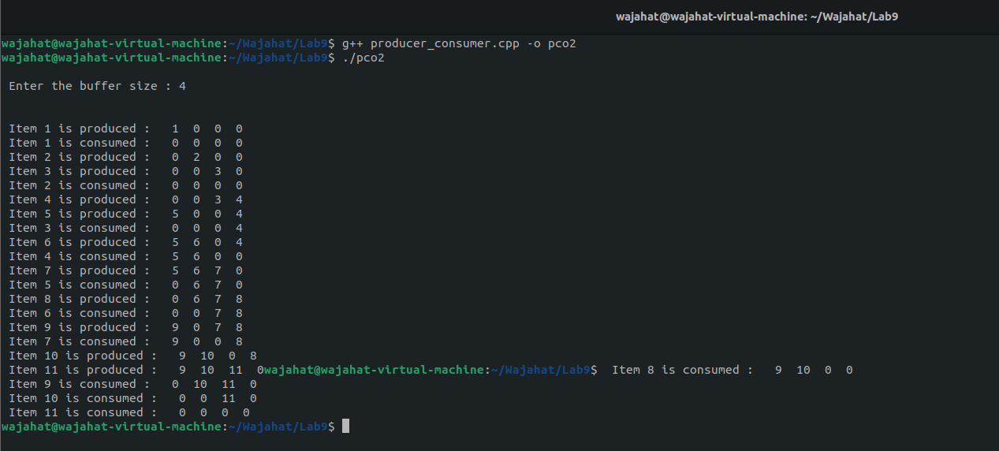 wajahat@wajahat-virtual-machine: ~/Wajahat/Lab9
wajahat@wajahat-virtual-machine:~/Wajahat/Lab9$ g++ producer_consumer.cpp -o pco2
wajahat@wajahat-virtual-machine:~/Wajahat/Lab9$ ./pco2
Enter the buffer size : 4
Item 1 is produced :   1  0  0  0
Item 1 is consumed :   0  0  0  0
Item 2 is produced :   0  2  0  0
Item 3 is produced :   0  0  3  0
Item 2 is consumed :   0  0  0  0
Item 4 is produced :   0  0  3  4
Item 5 is produced :   5  0  0  4
Item 3 is consumed :   0  0  0  4
Item 6 is produced :   5  6  0  4
Item 4 is consumed :   5  6  0  0
Item 7 is produced :   5  6  7  0
Item 5 is consumed :   0  6  7  0
Item 8 is produced :   0  6  7  8
Item 6 is consumed :   0  0  7  8
Item 9 is produced :   9  0  7  8
Item 7 is consumed :   9  0  0  8
Item 10 is produced :   9  10  0  8
Item 11 is produced :   9  10  11  0wajahat@wajahat-virtual-machine:~/Wajahat/Lab9$  Item 8 is consumed :   9  10  0  0
Item 9 is consumed :   0  10  11  0
Item 10 is consumed :   0  0  11  0
Item 11 is consumed :   0  0  0  0
wajahat@wajahat-virtual-machine:~/Wajahat/Lab9$